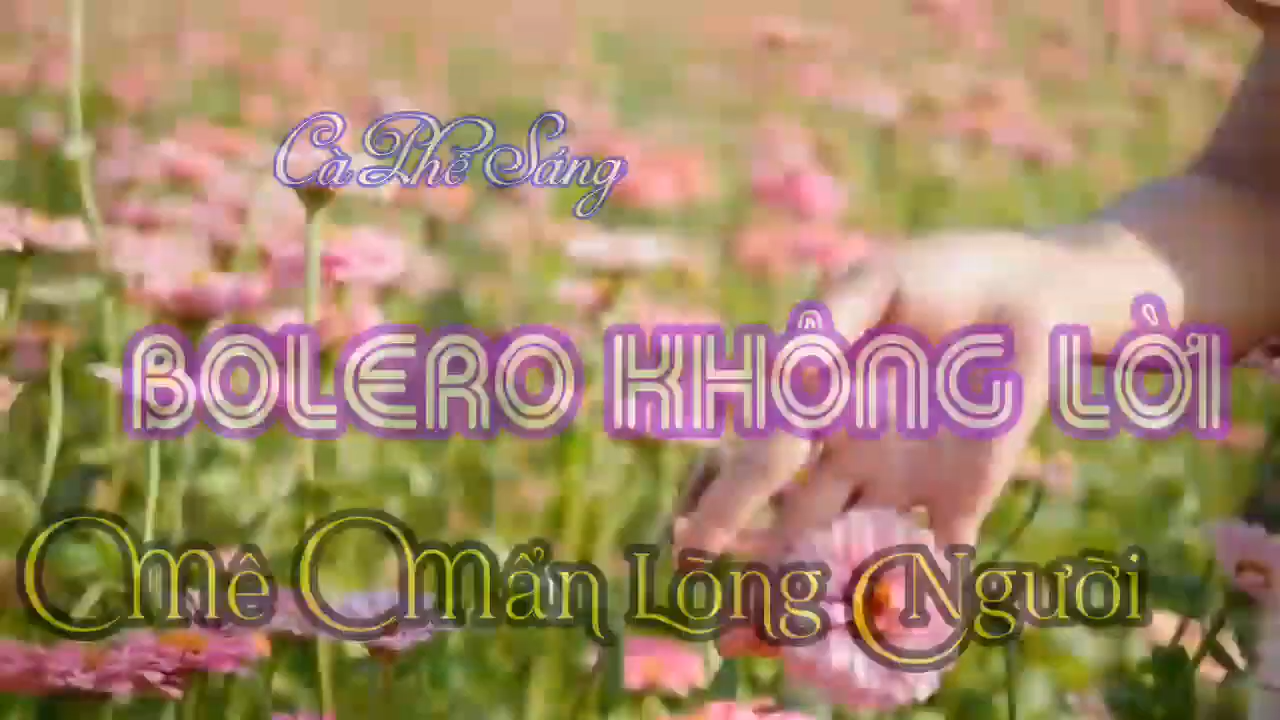 Cà Phê Sáng
BOLERO KHÔNG LỜI
Mê Mẩn Lòng Người